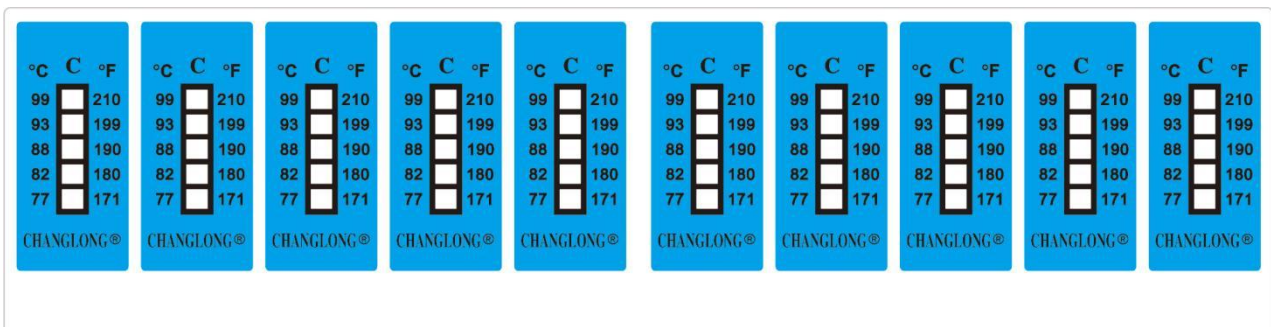 °C C °F °C C °F °C C °F °C C °F °C C °F °C C °F °C C °F °C C °F °C C °F °C C °F
99 210 99 210 99 210 99 210 99 210 99 210 99 210 99 210 99 210 99 210
93 199 93 199 93 199 93 199 93 199 93 199 93 199 93 199 93 199 93 199
88 190 88 190 88 190 88 190 88 190 88 190 88 190 88 190 88 190 88 190
82 180 82 180 82 180 82 180 82 180 82 180 82 180 82 180 82 180 82 180
77 171 77 171 77 171 77 171 77 171 77 171 77 171 77 171 77 171 77 171
CHANGLONG® CHANGLONG® CHANGLONG® CHANGLONG® CHANGLONG® CHANGLONG® CHANGLONG® CHANGLONG® CHANGLONG® CHANGLONG®